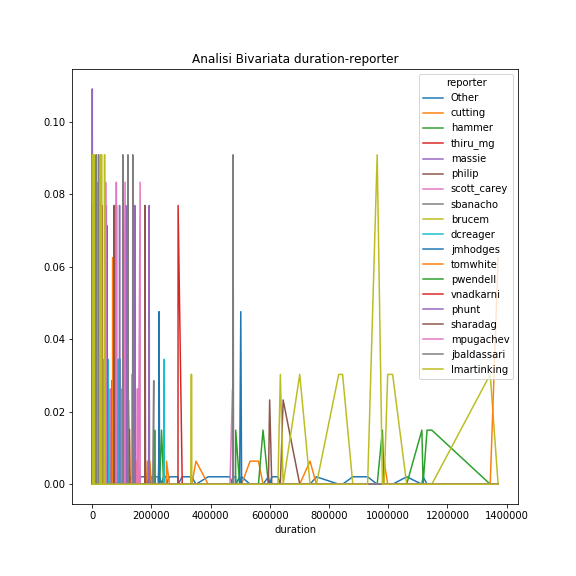 Analisi Bivariata duration-reporter
reporter
Other
cutting
hammer
thiru_mg
massie
philip
scott_carey
sbanacho
brucem
dcreager
jmhodges
tomwhite
pwendell
vnadkarni
phunt
sharadag
mpugachev
jbaldassari
lmartinking
0.10
0.08
0.06
0.04
0.02
0.00
0 200000 400000 600000 800000 1000000 1200000 1400000
duration